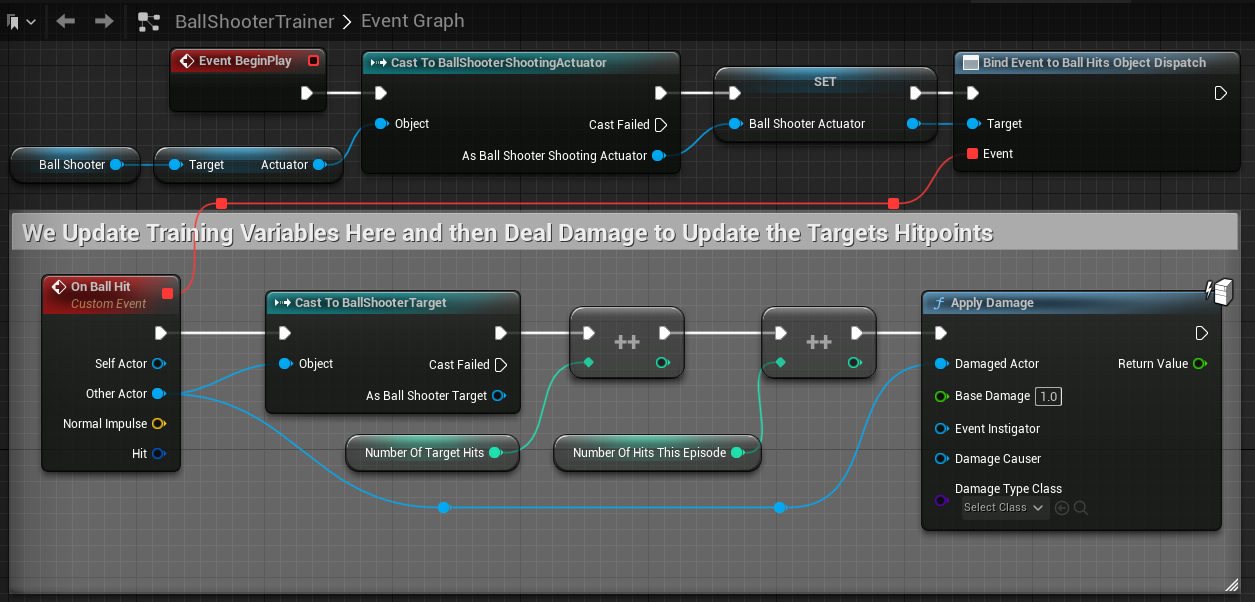 BallShooterTrainer > Event Graph
Event BeginPlay
Cast To BallShooterShootingActuator
Object
Cast Failed
As Ball Shooter Shooting Actuator
SET
Ball Shooter Actuator
Bind Event to Ball Hits Object Dispatch
Target
Event
Ball Shooter
Target
Actuator
We Update Training Variables Here and then Deal Damage to Update the Targets Hitpoints
On Ball Hit
Custom Event
Self Actor
Other Actor
Normal Impulse
Hit
Cast To BallShooterTarget
Object
Cast Failed
As Ball Shooter Target
++
++
Number Of Target Hits
Number Of Hits This Episode
f Apply Damage
Damaged Actor
Return Value
Base Damage 1.0
Event Instigator
Damage Causer
Damage Type Class
Select Class